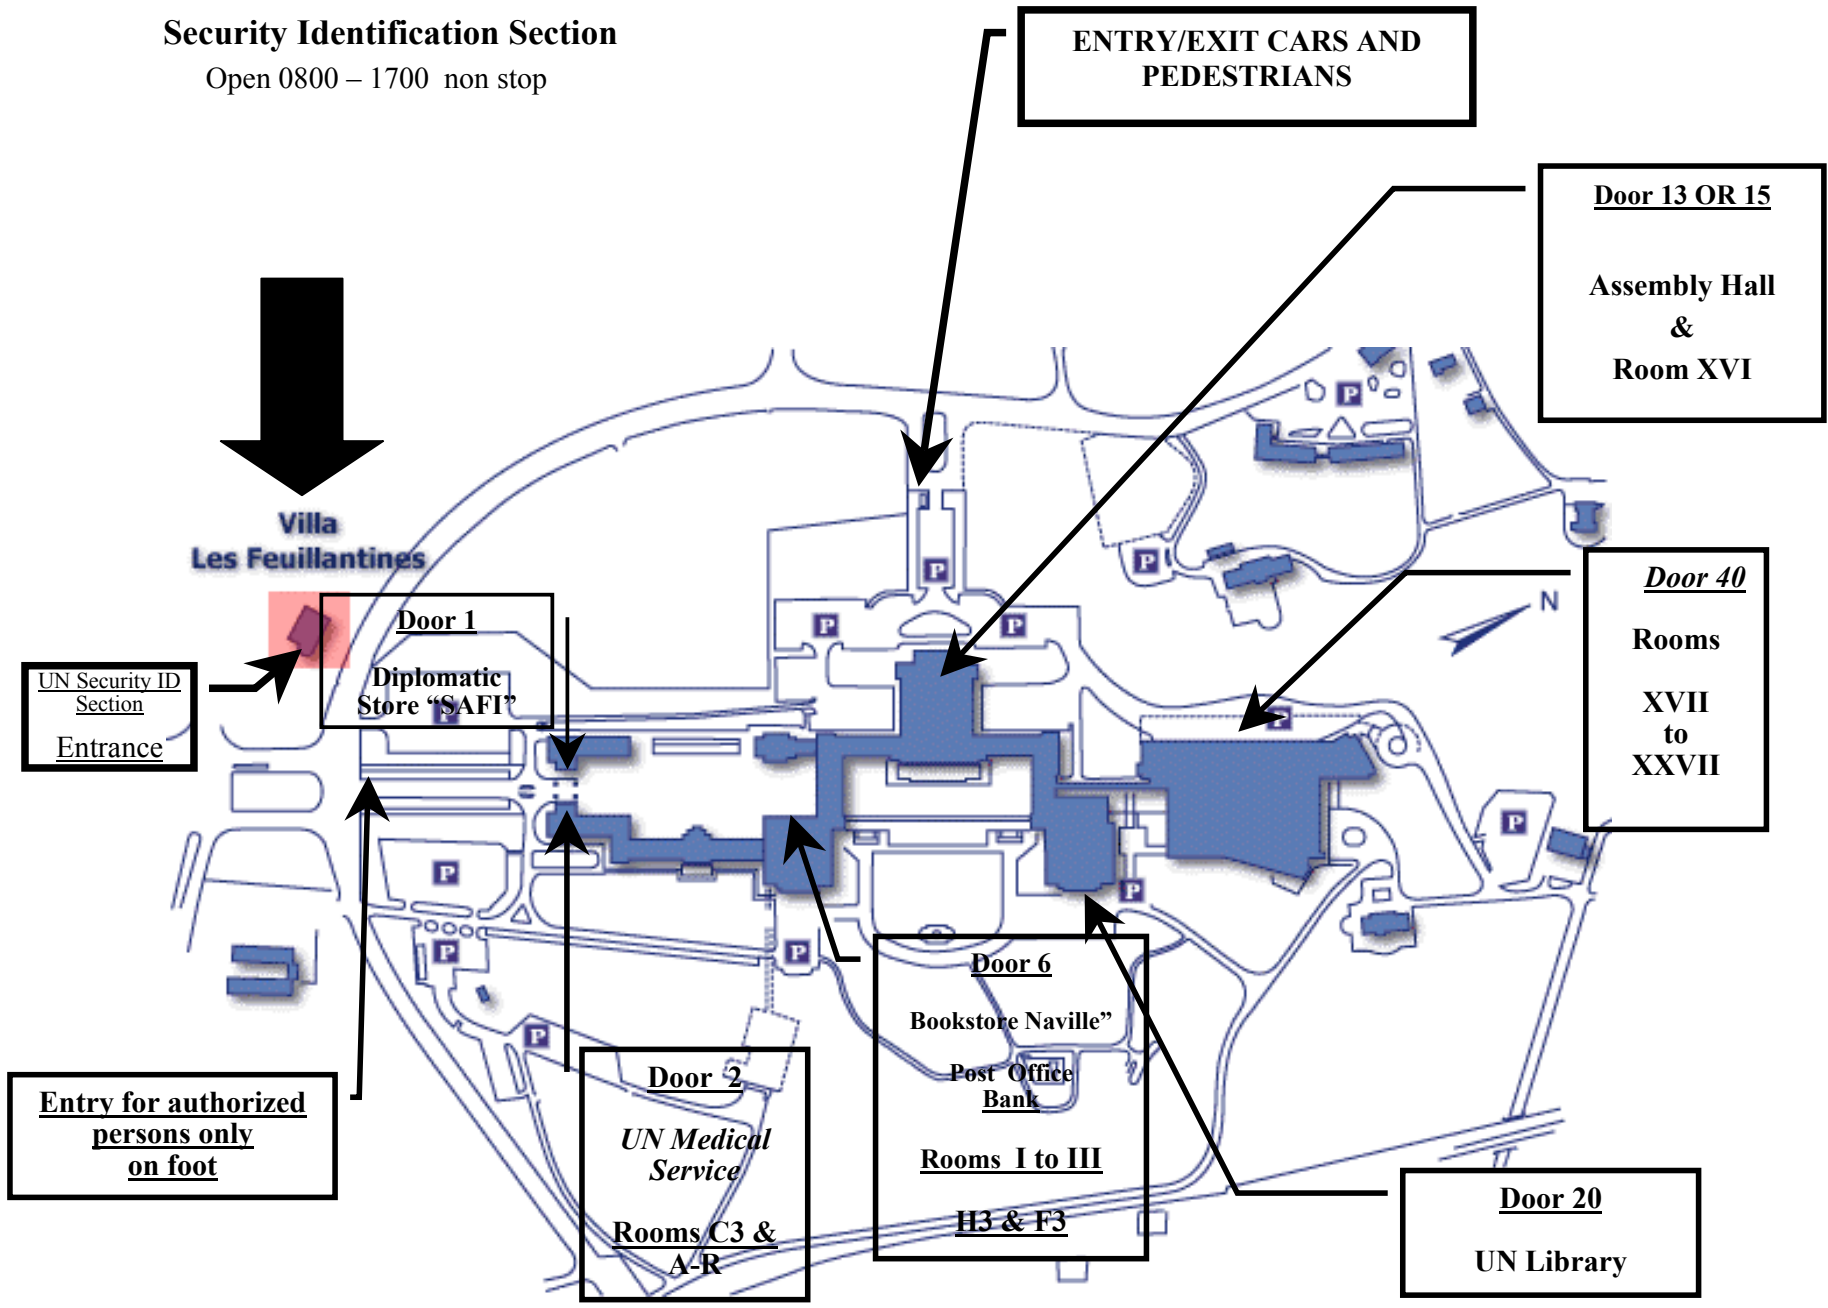 Security Identification Section
Open 0800 – 1700 non stop
ENTRY/EXIT CARS AND
PEDESTRIANS
Door 13 OR 15
Assembly Hall
&
Room XVI
Villa
Les Feuillantines
P
P
P
P
P
N
Door 40
Rooms
XVII
to
XXVII
Door 1
Diplomatic
Store “SAFI”
P
P
UN Security ID
Section
Entrance
P
P
P
P
P
P
Door 6
Bookstore Naville”
Post Office
Bank
Rooms I to III
H3 & F3
Entry for authorized
persons only
on foot
Door 2
UN Medical
Service
Rooms C3 &
A-R
Door 20
UN Library